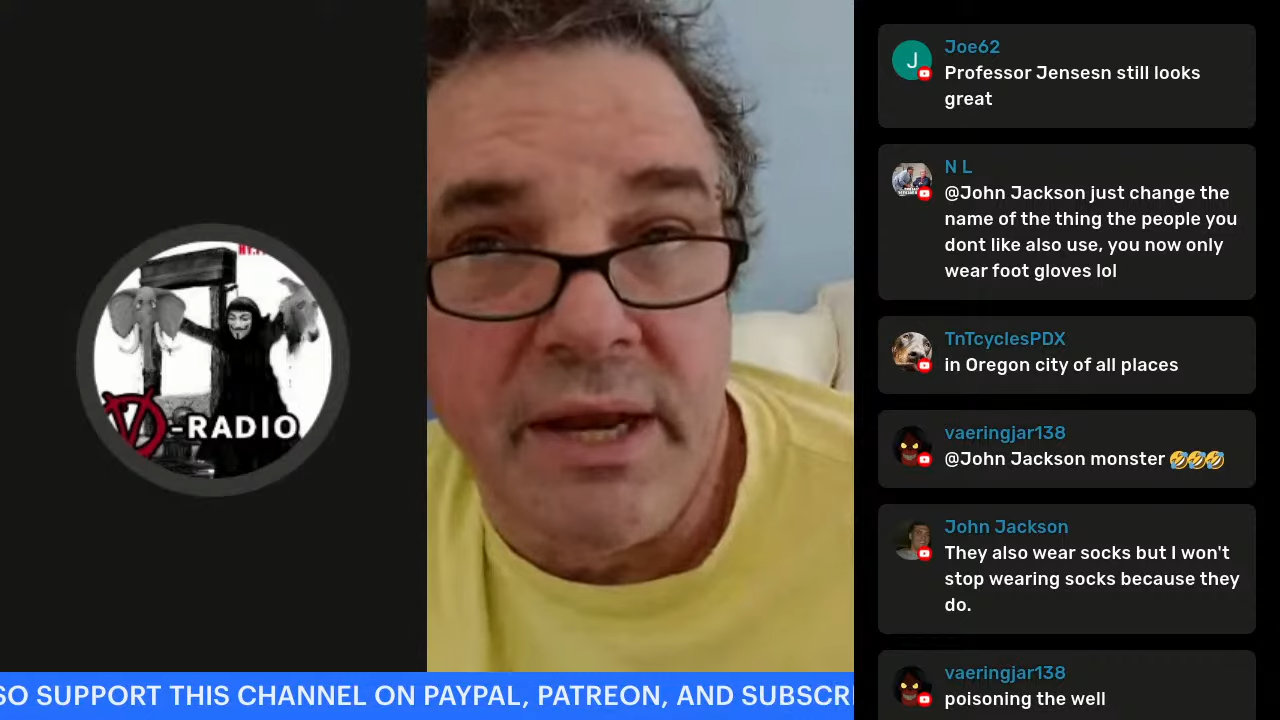 V-RADIO
SO SUPPORT THIS CHANNEL ON PAYPAL, PATREON, AND SUBSCRI
Joe62
J
Professor Jensesn still looks
great
N L
@John Jackson just change the
name of the thing the people you
dont like also use, you now only
wear foot gloves lol
TnTcyclesPDX
in Oregon city of all places
vaeringjar138
@John Jackson monster 🤣🤣🤣
John Jackson
They also wear socks but I won't
stop wearing socks because they
do.
vaeringjar138
poisoning the well